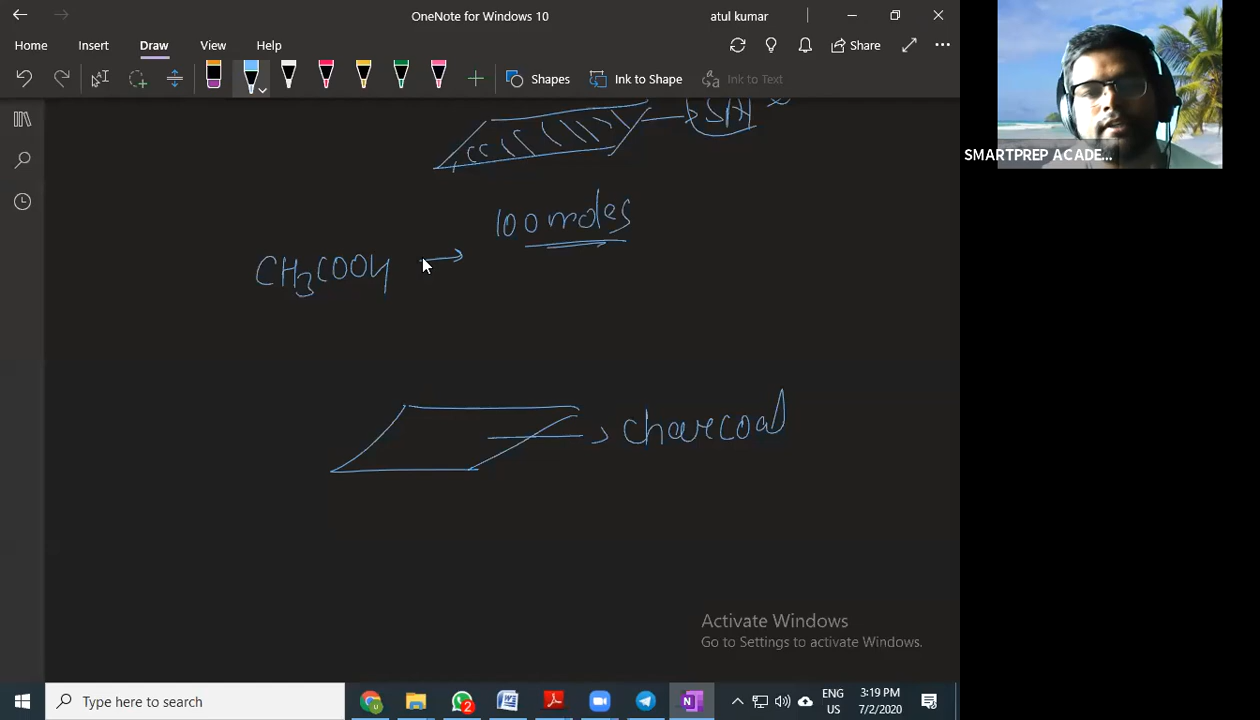 OneNote for Windows 10
atul kumar
Home Insert Draw View Help
Share
Shapes Ink to Shape Ink to Text
SMARTPREP ACADE...
100 moles
CH3COOH →
charcoal
Activate Windows
Go to Settings to activate Windows.
Type here to search
2
ENG
US
3:19 PM
7/2/2020